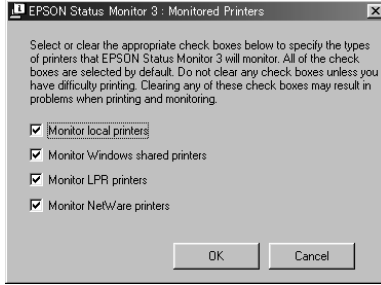 EPSON Status Monitor 3 : Monitored Printers
Select or clear the appropriate check boxes below to specify the types
of printers that EPSON Status Monitor 3 will monitor. All of the check
boxes are selected by default. Do not clear any check boxes unless you
have difficulty printing. Clearing any of these check boxes may result in
problems when printing and monitoring.
Monitor local printers
Monitor Windows shared printers
Monitor LPR printers
Monitor NetWare printers
OK
Cancel